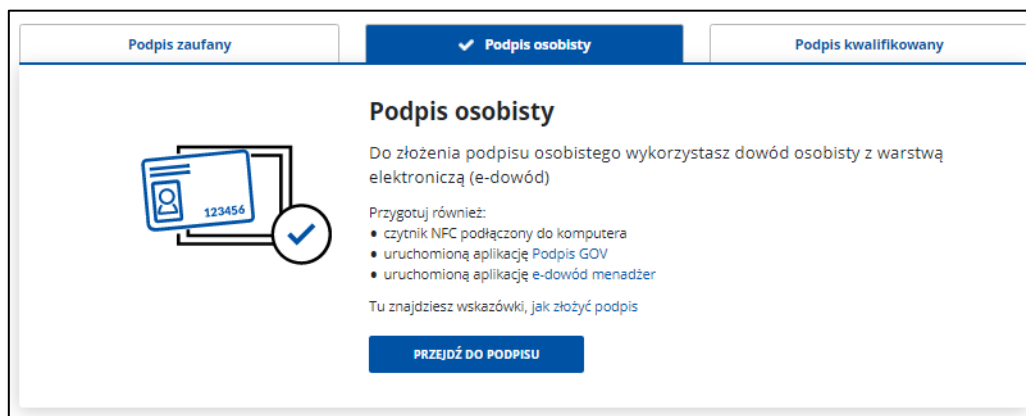 Podpis zaufany
Podpis osobisty
Podpis kwalifikowany
123456
Podpis osobisty
Do złożenia podpisu osobistego wykorzystasz dowód osobisty z warstwą
elektroniczą (e-dowód)
Przygotuj również:
• czytnik NFC podłączony do komputera
• uruchomioną aplikację Podpis GOV
• uruchomioną aplikację e-dowód menadżer
Tu znajdziesz wskazówki, jak złożyć podpis
PRZEJDŹ DO PODPISU